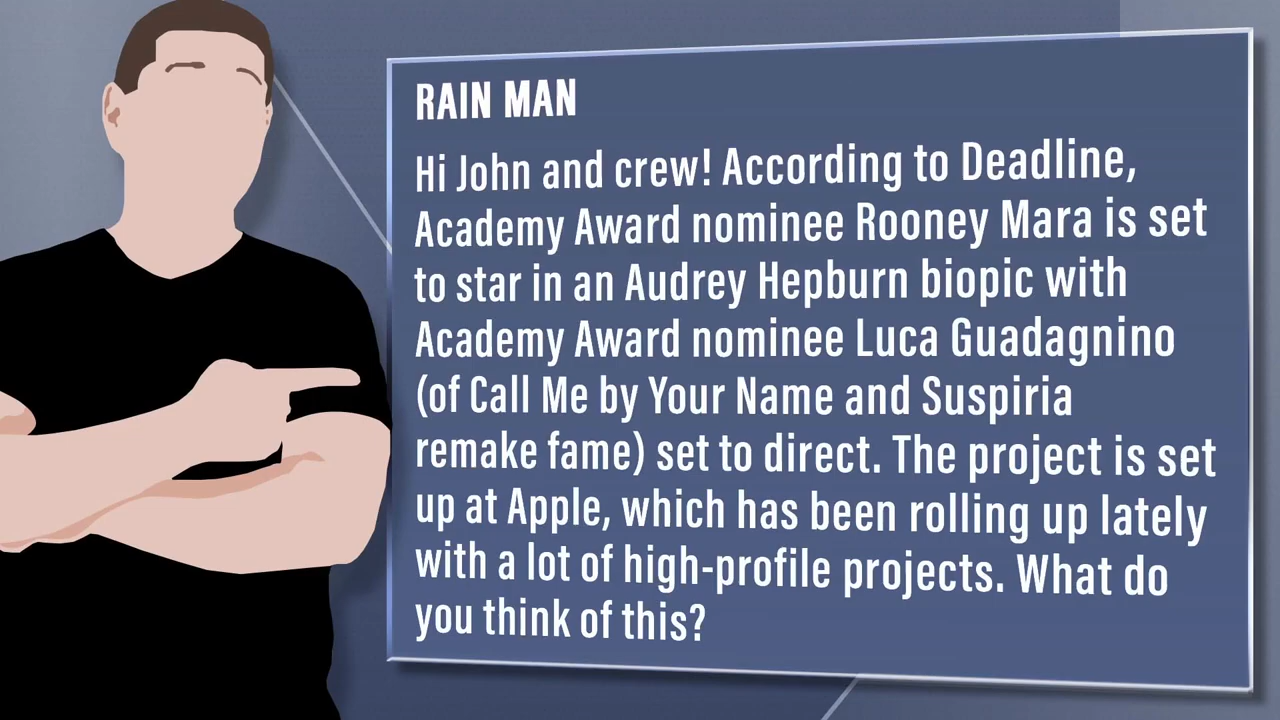 RAIN MAN
Hi John and crew! According to Deadline,
Academy Award nominee Rooney Mara is set
to star in an Audrey Hepburn biopic with
Academy Award nominee Luca Guadagnino
(of Call Me by Your Name and Suspiria
remake fame) set to direct. The project is set
up at Apple, which has been rolling up lately
with a lot of high-profile projects. What do
you think of this?